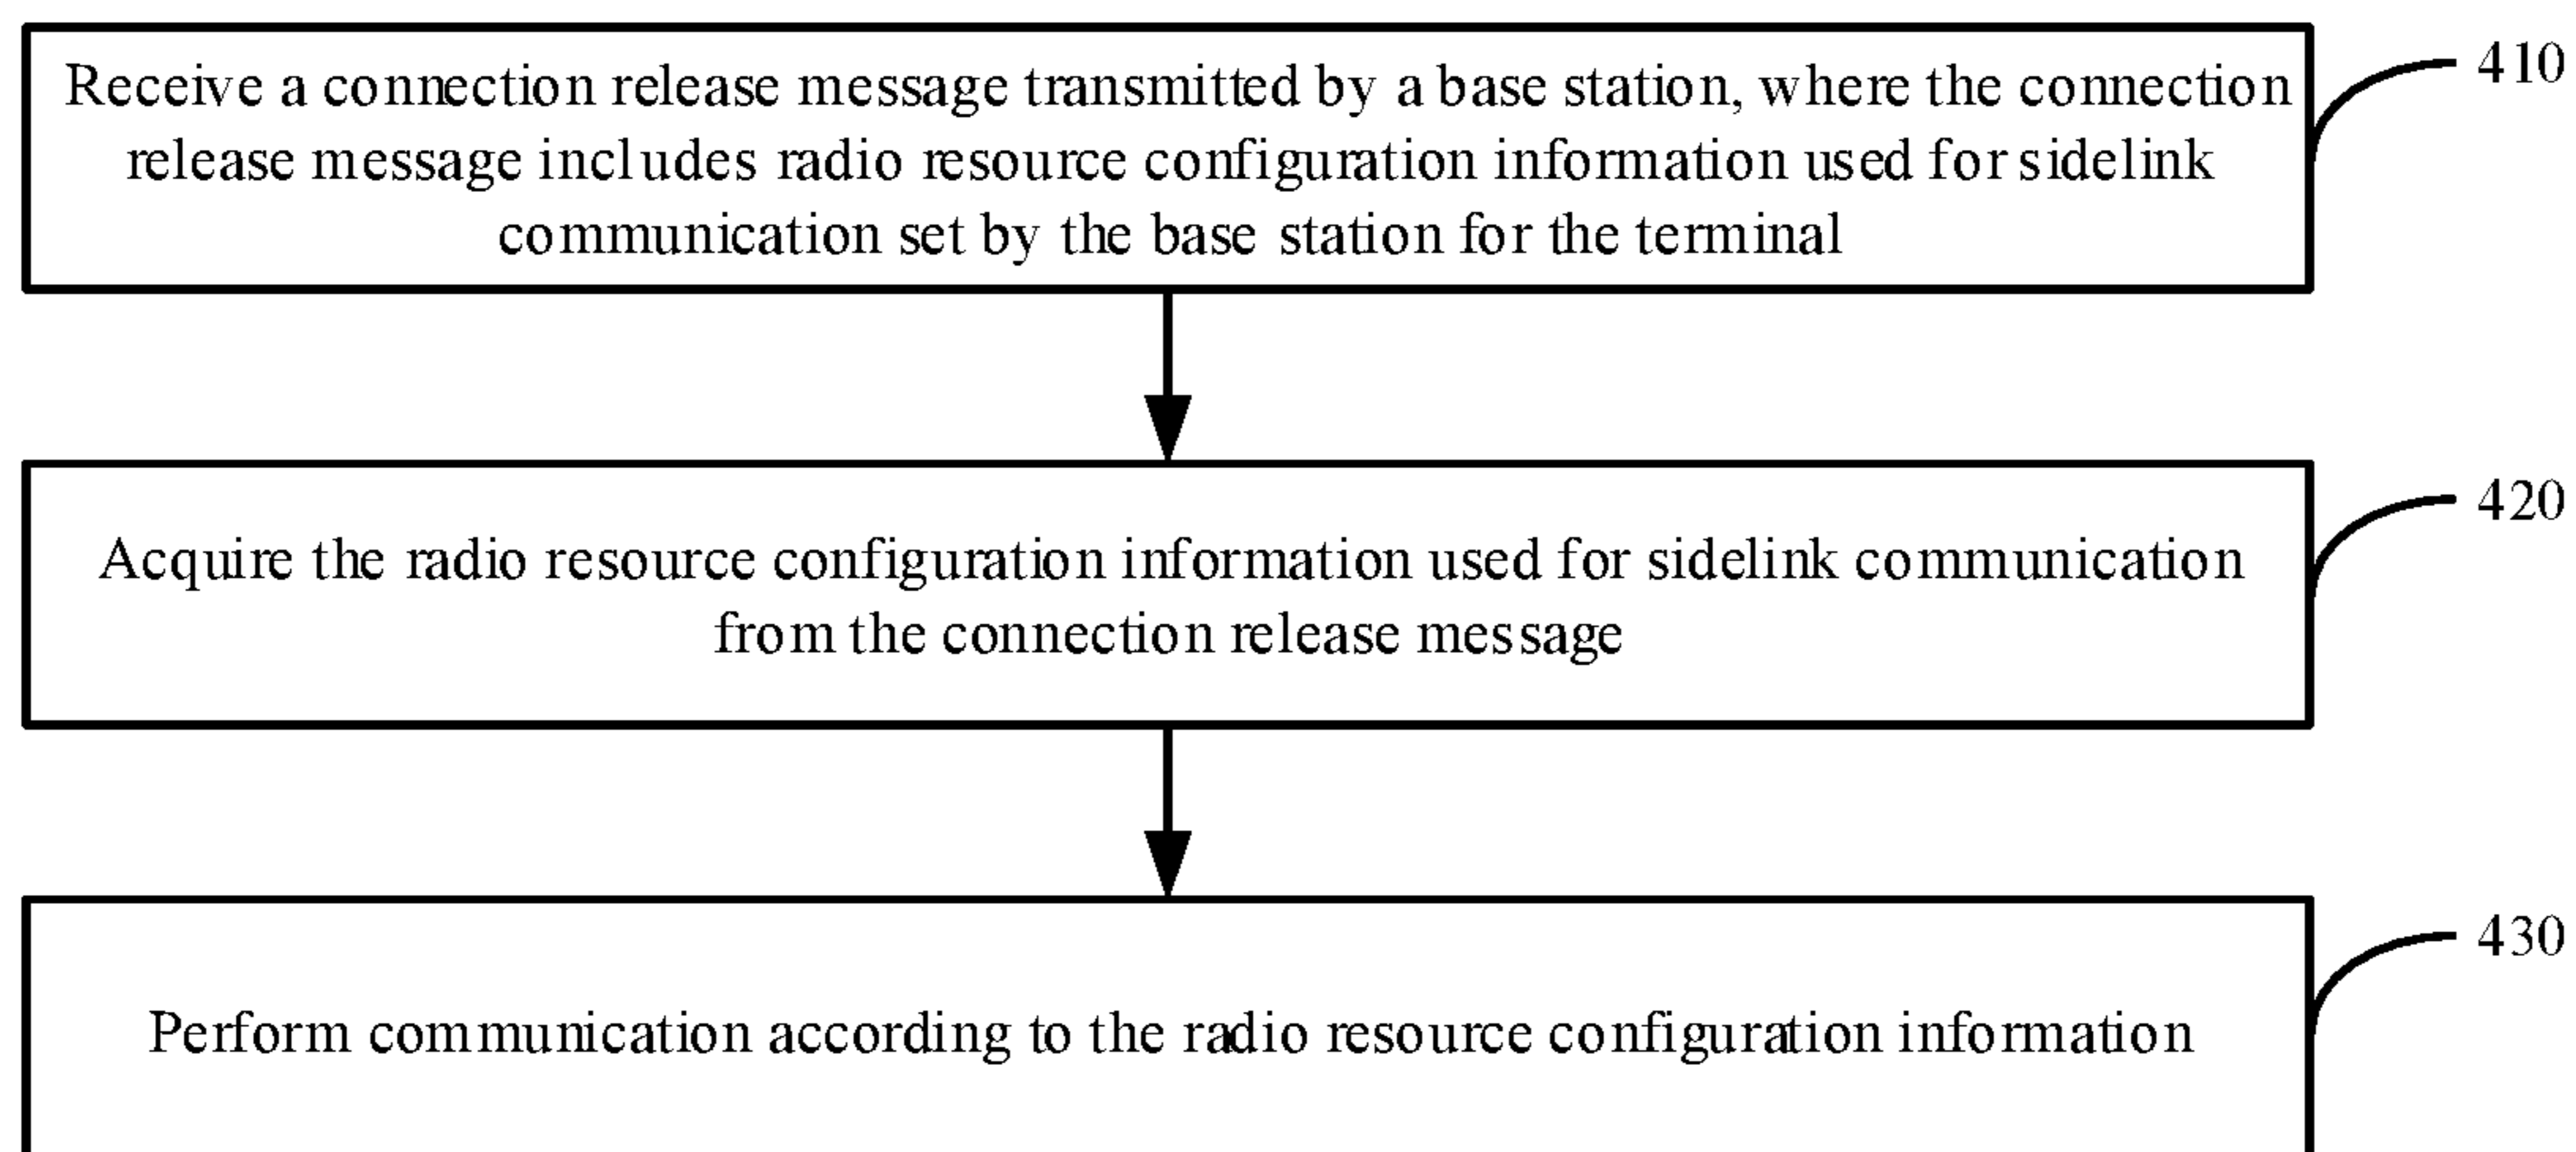 Receive a connection release message transmitted by a base station, where the connection
release message includes radio resource configuration information used for sidelink
communication set by the base station for the terminal
410
Acquire the radio resource configuration information used for sidelink communication
from the connection release message
420
Perform communication according to the radio resource configuration information
430